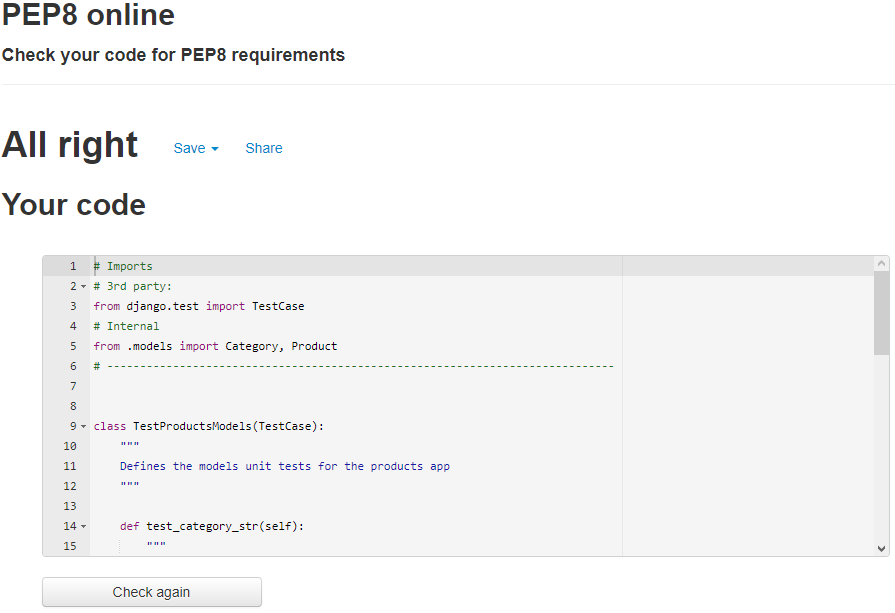 PEP8 online
Check your code for PEP8 requirements
All right Save Share
Your code
1 # Imports
2 # 3rd party:
3 from django.test import TestCase
4 # Internal
5 from .models import Category, Product
6 # -----------------------------------------------------------------------------
7
8
9 class TestProductsModels(TestCase):
10     """
11     Defines the models unit tests for the products app
12     """
13
14     def test_category_str(self):
15         """
Check again